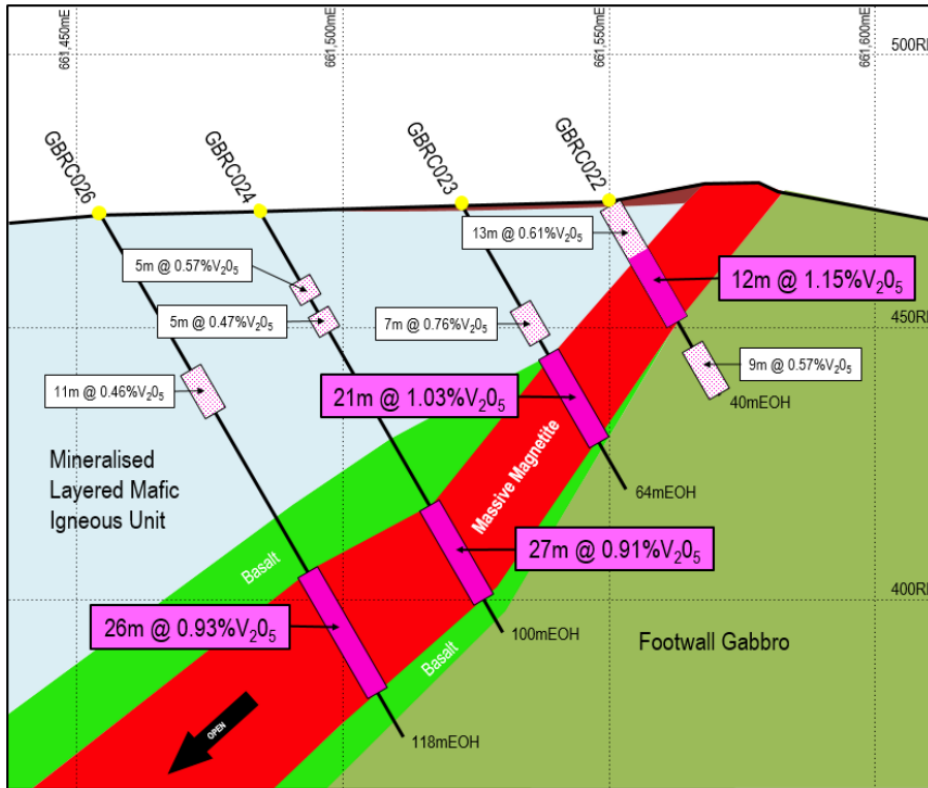 661,450mE
661,500mE
661,550mE
661,600mE
500R
GBRC026
GBRC024
GBRC023
GBRC022
13m @ 0.61%V₂0₅
5m @ 0.57%V₂0₅
12m @ 1.15%V₂0₅
5m @ 0.47%V₂0₅
7m @ 0.76%V₂0₅
450R
9m @ 0.57%V₂0₅
11m @ 0.46%V₂0₅
21m @ 1.03%V₂0₅
40mEOH
Mineralised
Layered Mafic
Igneous Unit
Massive Magnetite
64mEOH
27m @ 0.91%V₂0₅
Basalt
400R
26m @ 0.93%V₂0₅
100mEOH
Footwall Gabbro
Basalt
OPEN
118mEOH